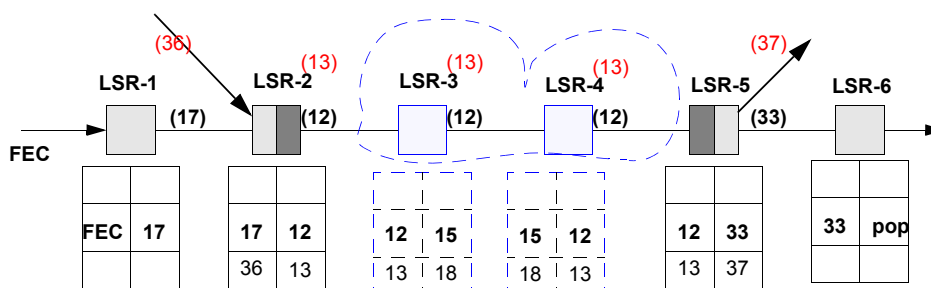 (36) (13) (13) (13) (37)
LSR-1 LSR-2 LSR-3 LSR-4 LSR-5 LSR-6
(17) (12) (12) (12) (33)
FEC
FEC 17 17 12 12 15 15 12 12 33 33 pop
36 13 13 18 18 13 13 37